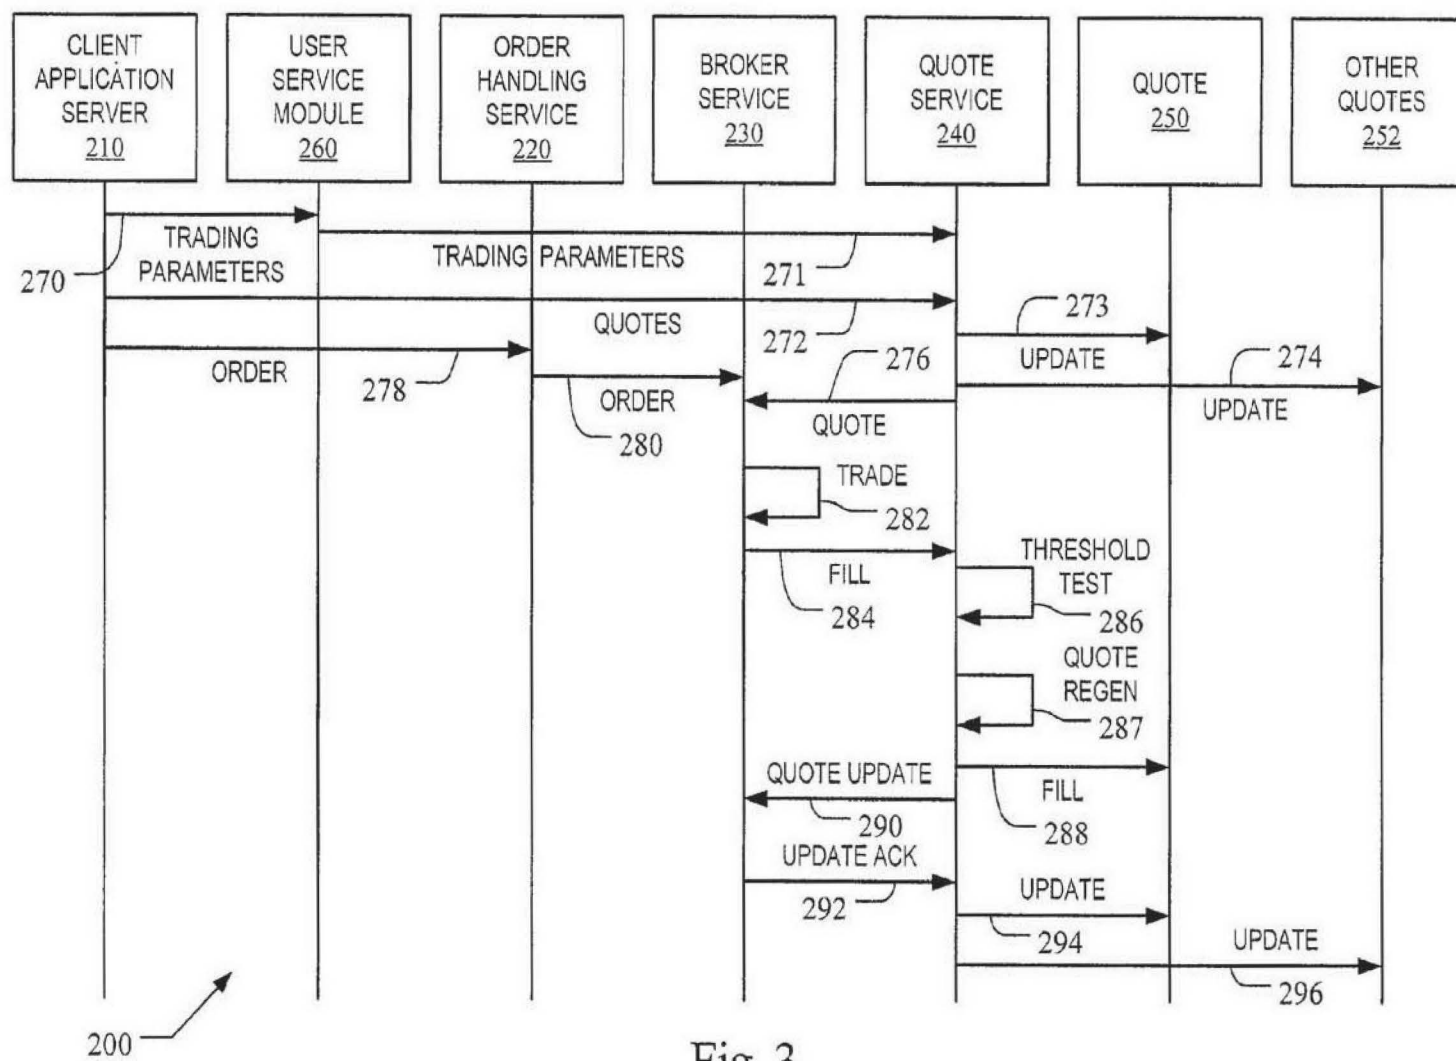 CLIENT
APPLICATION
SERVER
210
USER
SERVICE
MODULE
260
ORDER
HANDLING
SERVICE
220
BROKER
SERVICE
230
QUOTE
SERVICE
240
QUOTE
250
OTHER
QUOTES
252
TRADING
PARAMETERS
270
TRADING PARAMETERS
271
QUOTES
272
273
UPDATE
ORDER
278
276
274
UPDATE
ORDER
280
QUOTE
TRADE
282
FILL
284
THRESHOLD
TEST
286
QUOTE
REGEN
287
QUOTE UPDATE
290
FILL
288
UPDATE ACK
292
UPDATE
294
UPDATE
296
200
Fig. 3